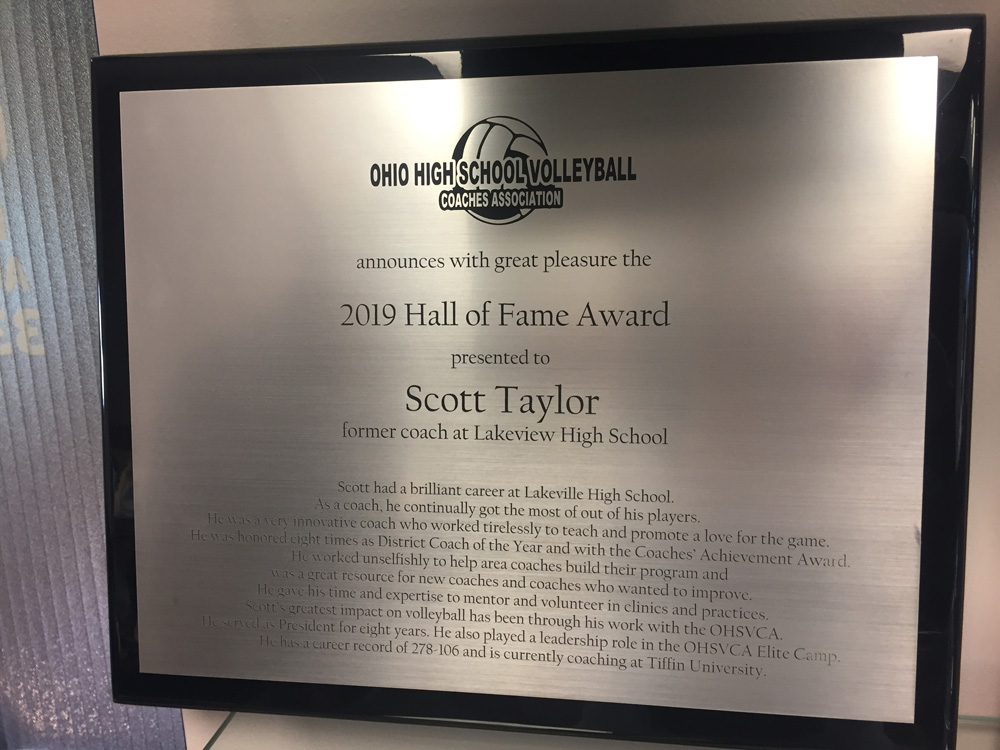 OHIO HIGH SCHOOL VOLLEYBALL
COACHES ASSOCIATION
announces with great pleasure the
2019 Hall of Fame Award
presented to
Scott Taylor
former coach at Lakeview High School
Scott had a brilliant career at Lakeville High School.
As a coach, he continually got the most of out of his players.
He was a very innovative coach who worked tirelessly to teach and promote a love for the game.
He was honored eight times as District Coach of the Year and with the Coaches' Achievement Award.
He worked unselfishly to help area coaches build their program and
was a great resource for new coaches and coaches who wanted to improve.
He gave his time and expertise to mentor and volunteer in clinics and practices.
Scott's greatest impact on volleyball has been through his work with the OHSVCA.
He served as President for eight years. He also played a leadership role in the OHSVCA Elite Camp.
He has a career record of 278-106 and is currently coaching at Tiffin University.